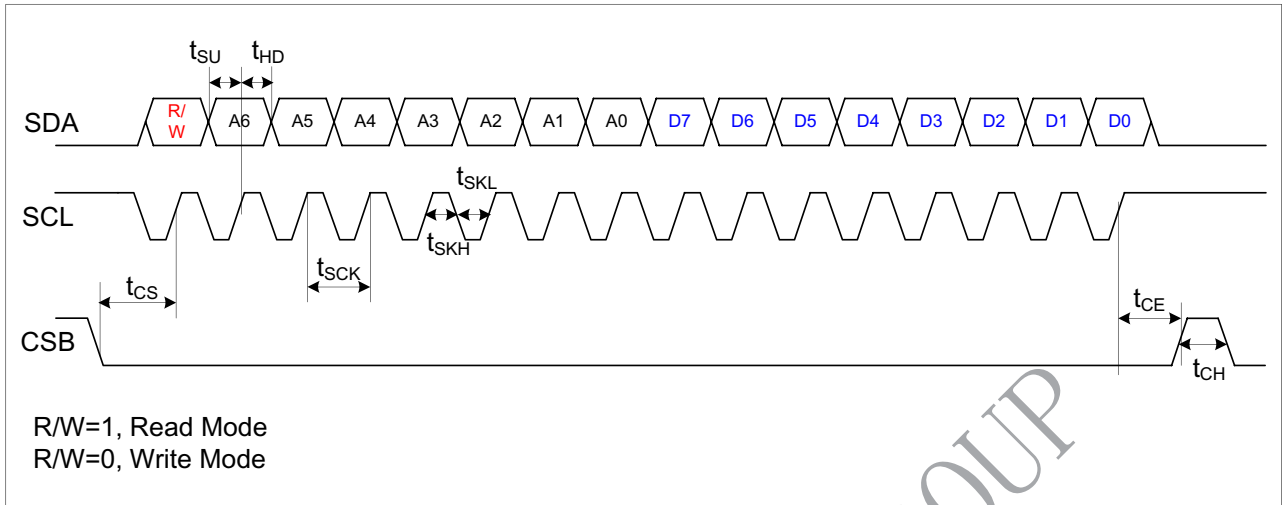 tSU tHD
SDA R/W A6 A5 A4 A3 A2 A1 A0 D7 D6 D5 D4 D3 D2 D1 D0
tSKL
SCL
tSKH
tSCK
tCS
tCE
CSB
tCH
R/W=1, Read Mode
R/W=0, Write Mode
OUP